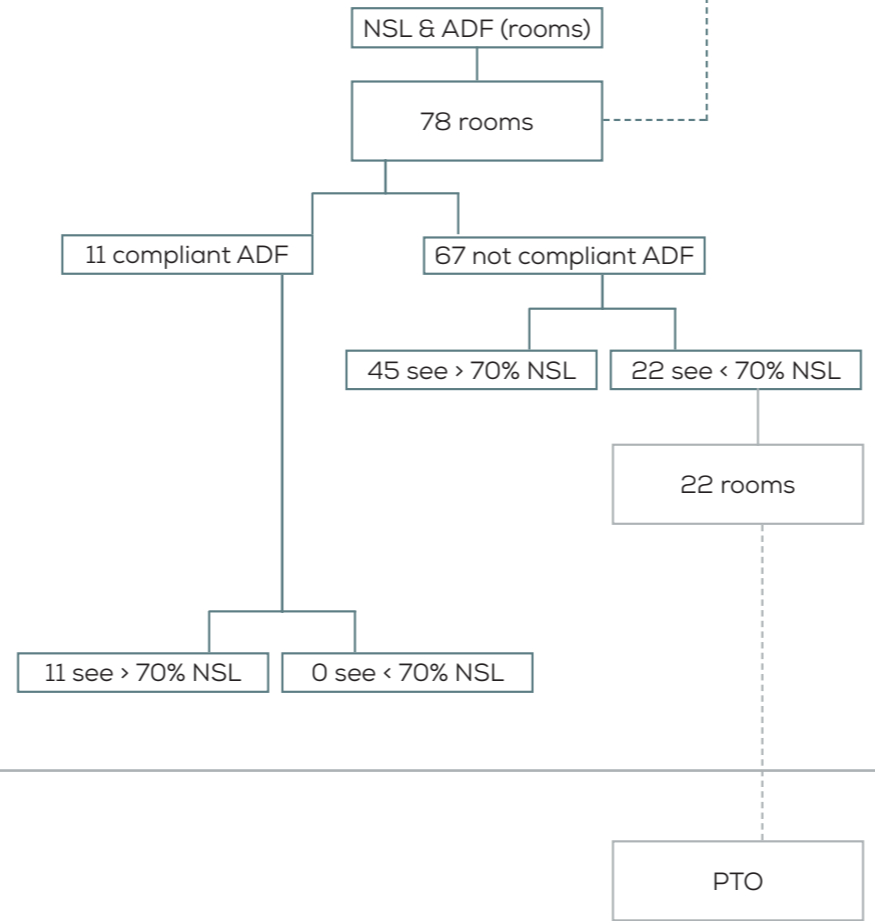 NSL & ADF (rooms)
78 rooms
11 compliant ADF
67 not compliant ADF
45 see > 70% NSL
22 see < 70% NSL
22 rooms
11 see > 70% NSL
0 see < 70% NSL
PTO